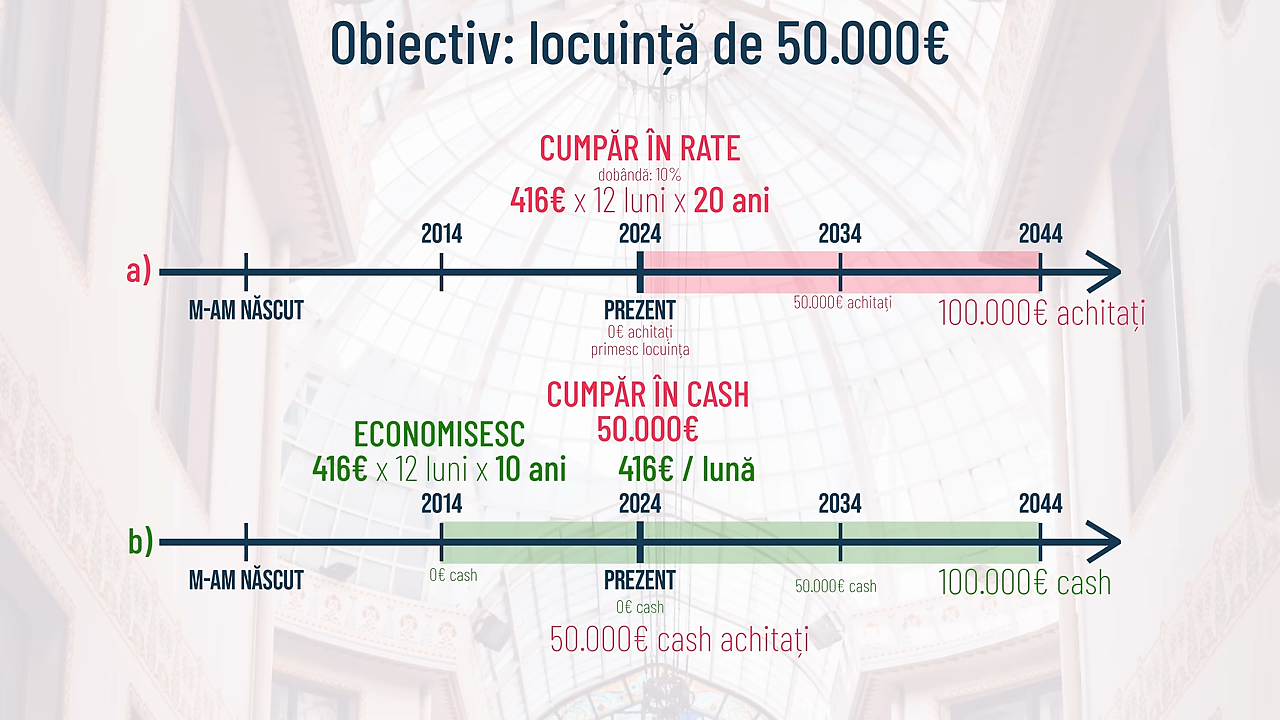 Obiectiv: locuință de 50.000€
CUMPĂR ÎN RATE
dobândă: 10%
416€ x 12 luni x 20 ani
2014 2024 2034 2044
a)
M-AM NĂSCUT PREZENT 50.000€ achitați 100.000€ achitați
0€ achitați
primesc locuința
CUMPĂR ÎN CASH
50.000€
ECONOMISESC
416€ x 12 luni x 10 ani 416€ / lună
2014 2024 2034 2044
b)
M-AM NĂSCUT 0€ cash PREZENT 50.000€ cash 100.000€ cash
0€ cash
50.000€ cash achitați